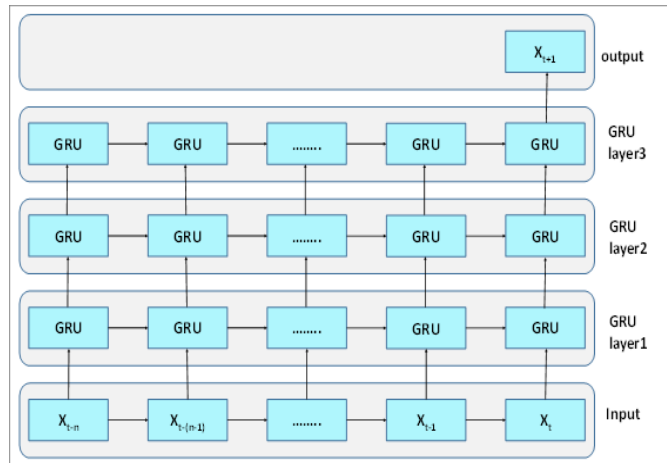 X_{t+1}
output
GRU GRU ........ GRU GRU
GRU
layer3
GRU GRU ........ GRU GRU
GRU
layer2
GRU GRU ........ GRU GRU
GRU
layer1
X_{t-n} X_{t-(n-1)} ........ X_{t-1} X_t
Input